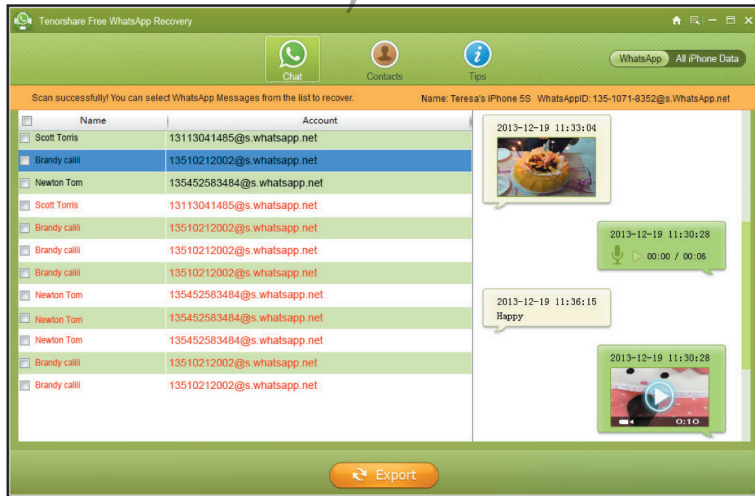 Tenorshare Free WhatsApp Recovery
Chat
Contacts
Tips
WhatsApp All iPhone Data
Scan successfully! You can select WhatsApp Messages from the list to recover. Name: Teresa's iPhone 5S WhatsAppID: 135-1071-8352@s.WhatsApp.net
Name Account
Scott Torris 13113041485@s.whatsapp.net
Brandy calili 13510212002@s.whatsapp.net
Newton Tom 135452583484@s.whatsapp.net
Scott Torris 13113041485@s.whatsapp.net
Brandy calili 13510212002@s.whatsapp.net
Brandy calili 13510212002@s.whatsapp.net
Brandy calili 13510212002@s.whatsapp.net
Newton Tom 135452583484@s.whatsapp.net
Newton Tom 135452583484@s.whatsapp.net
Newton Tom 135452583484@s.whatsapp.net
Brandy calili 13510212002@s.whatsapp.net
Brandy calili 13510212002@s.whatsapp.net
2013-12-19 11:33:04
2013-12-19 11:30:28
00:00 / 00:06
2013-12-19 11:36:15
Happy
2013-12-19 11:30:28
0:10
Export